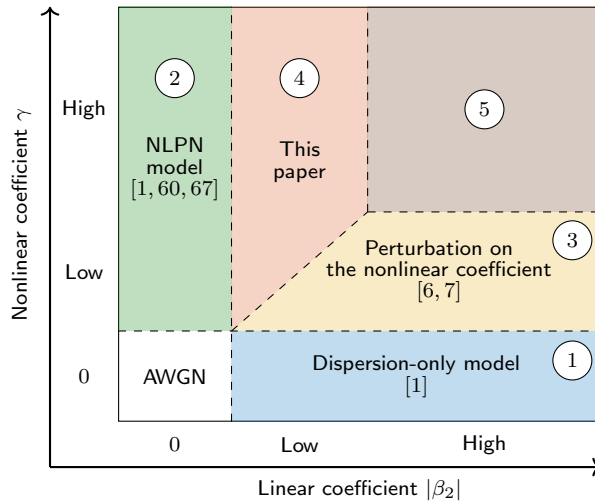 Nonlinear coefficient γ
High
Low
0
2
NLPN
model
[1, 60, 67]
4
This
paper
5
3
Perturbation on
the nonlinear coefficient
[6, 7]
AWGN
1
Dispersion-only model
[1]
0
Low
High
Linear coefficient |β₂|